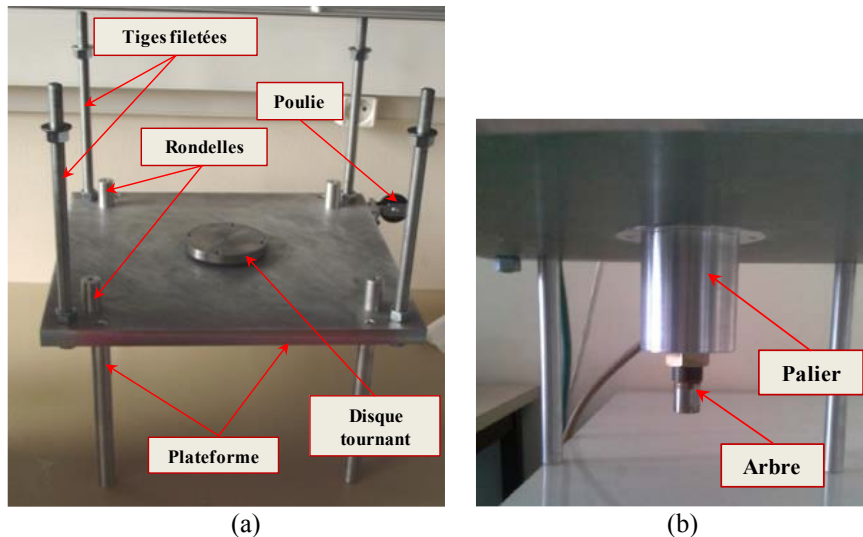 Tiges filetées
Poulie
Rondelles
Disque
tournant
Plateforme
Palier
Arbre
(a)
(b)